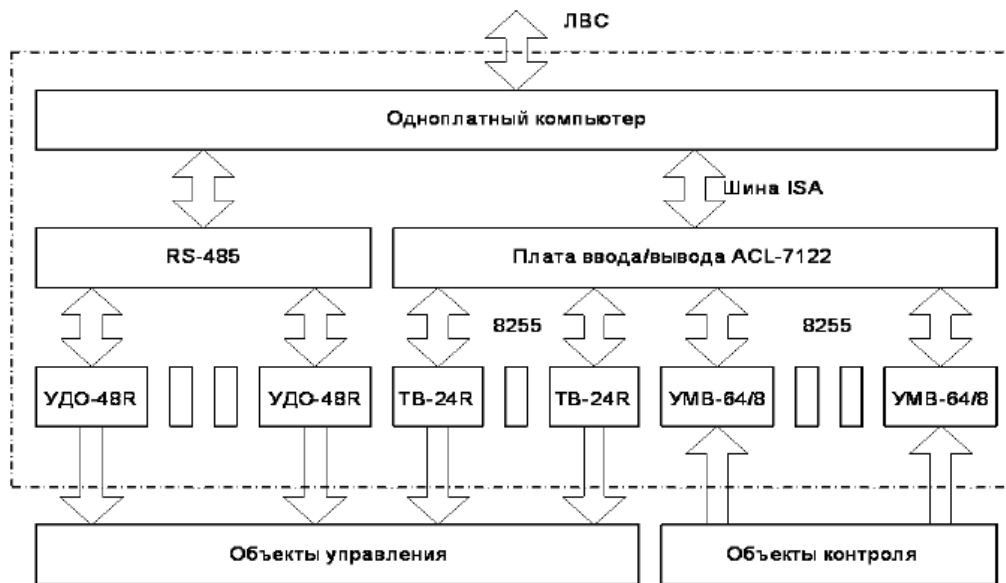 ЛВС
Одноплатный компьютер
Шина ISA
RS-485
Плата ввода/вывода ACL-7122
8255
8255
УДО-48R
УДО-48R
ТВ-24R
ТВ-24R
УМВ-64/8
УМВ-64/8
Объекты управления
Объекты контроля